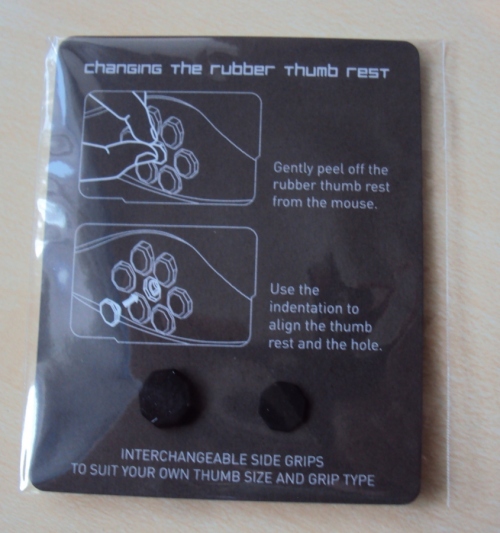 changing the rubber thumb rest
Gently peel off the
rubber thumb rest
from the mouse.
Use the
indentation to
align the thumb
rest and the hole.
INTERCHANGEABLE SIDE GRIPS
TO SUIT YOUR OWN THUMB SIZE AND GRIP TYPE